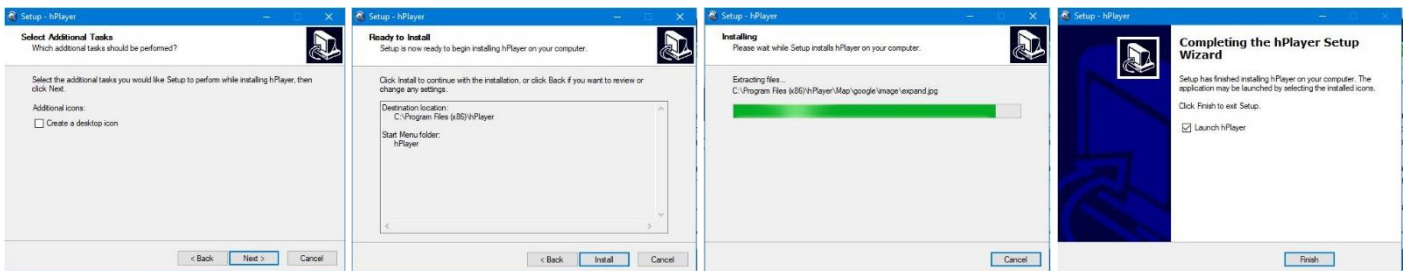 Setup - hPlayer
Select Additional Tasks
Which additional tasks should be performed?
Select the additional tasks you would like Setup to perform while installing hPlayer, then
click Next.
Additional icons:
Create a desktop icon
< Back
Next >
Cancel
Setup - hPlayer
Ready to Install
Setup is now ready to begin installing hPlayer on your computer.
Click Install to continue with the installation, or click Back if you want to review or
change any settings.
Destination location:
C:\Program Files (x86)\hPlayer
Start Menu folder:
hPlayer
< Back
Install
Cancel
Setup - hPlayer
Installing
Please wait while Setup installs hPlayer on your computer.
Extracting files...
C:\Program Files (x86)\hPlayer\Map\google\image\expand.jpg
Cancel
Setup - hPlayer
Completing the hPlayer Setup
Wizard
Setup has finished installing hPlayer on your computer. The
application may be launched by selecting the installed icons.
Click Finish to exit Setup.
Launch hPlayer
Finish